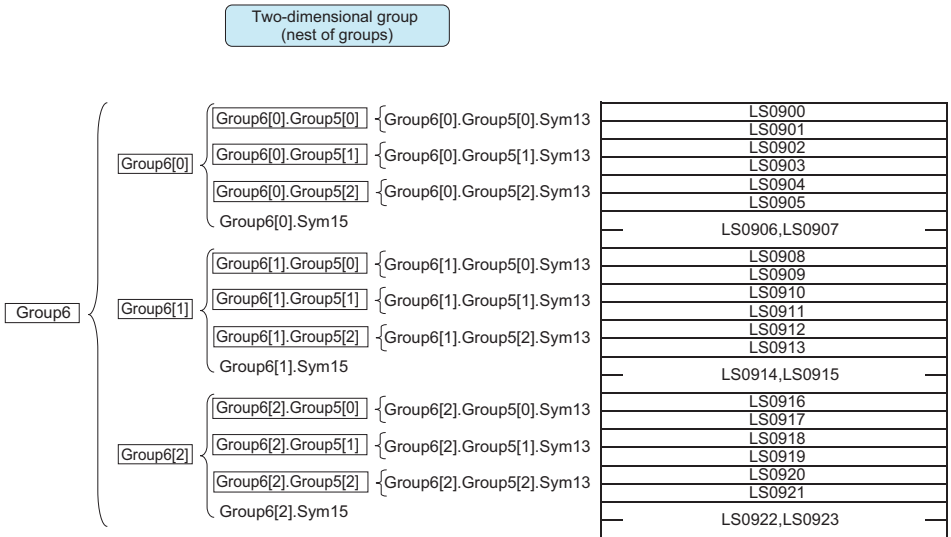 Two-dimensional group
(nest of groups)
Group6[0].Group5[0] Group6[0].Group5[0].Sym13 LS0900
LS0901
Group6[0] Group6[0].Group5[1] Group6[0].Group5[1].Sym13 LS0902
LS0903
Group6[0].Group5[2] Group6[0].Group5[2].Sym13 LS0904
LS0905
Group6[0].Sym15 LS0906,LS0907
Group6[1].Group5[0] Group6[1].Group5[0].Sym13 LS0908
LS0909
Group6 Group6[1] Group6[1].Group5[1] Group6[1].Group5[1].Sym13 LS0910
LS0911
Group6[1].Group5[2] Group6[1].Group5[2].Sym13 LS0912
LS0913
Group6[1].Sym15 LS0914,LS0915
Group6[2].Group5[0] Group6[2].Group5[0].Sym13 LS0916
LS0917
Group6[2] Group6[2].Group5[1] Group6[2].Group5[1].Sym13 LS0918
LS0919
Group6[2].Group5[2] Group6[2].Group5[2].Sym13 LS0920
LS0921
Group6[2].Sym15 LS0922,LS0923